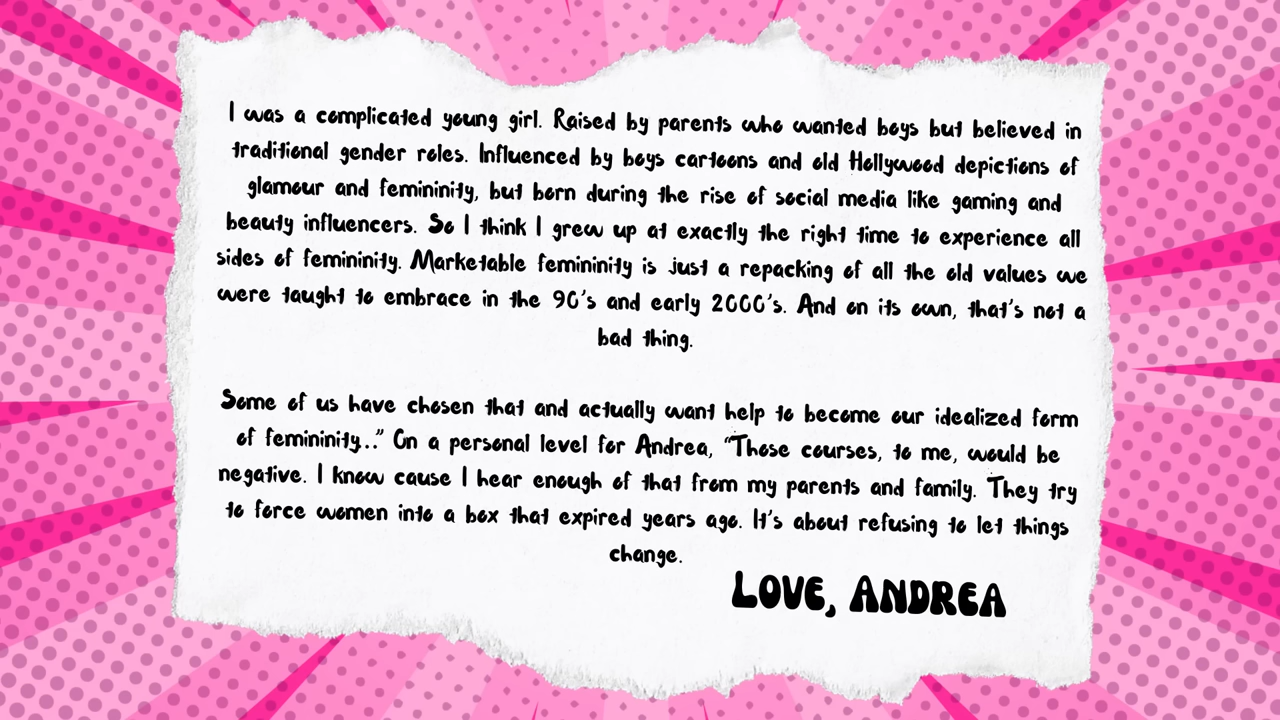 I was a complicated young girl. Raised by parents who wanted boys but believed in
traditional gender roles. Influenced by boys cartoons and old Hollywood depictions of
glamour and femininity, but born during the rise of social media like gaming and
beauty influencers. So I think I grew up at exactly the right time to experience all
sides of femininity. Marketable femininity is just a repacking of all the old values we
were taught to embrace in the 90's and early 2000's. And on its own, that's not a
bad thing.
Some of us have chosen that and actually want help to become our idealized form
of femininity..." On a personal level for Andrea, "Those courses, to me, would be
negative. I know cause I hear enough of that from my parents and family. They try
to force women into a box that expired years ago. It's about refusing to let things
change.
LOVE, ANDREA